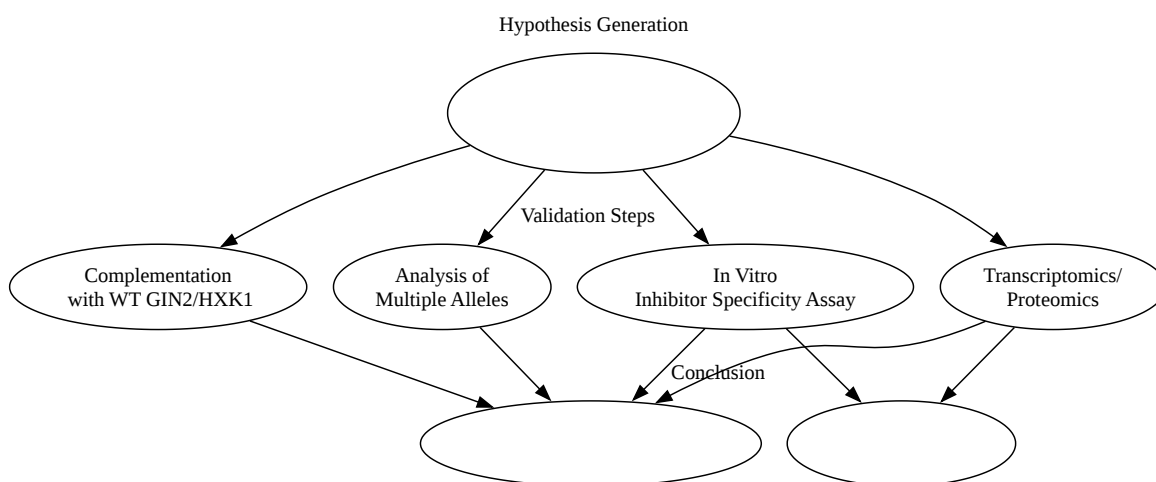 Hypothesis Generation
Validation Steps
Complementation
with WT GIN2/HXK1
Analysis of
Multiple Alleles
In Vitro
Inhibitor Specificity Assay
Transcriptomics/
Proteomics
Conclusion